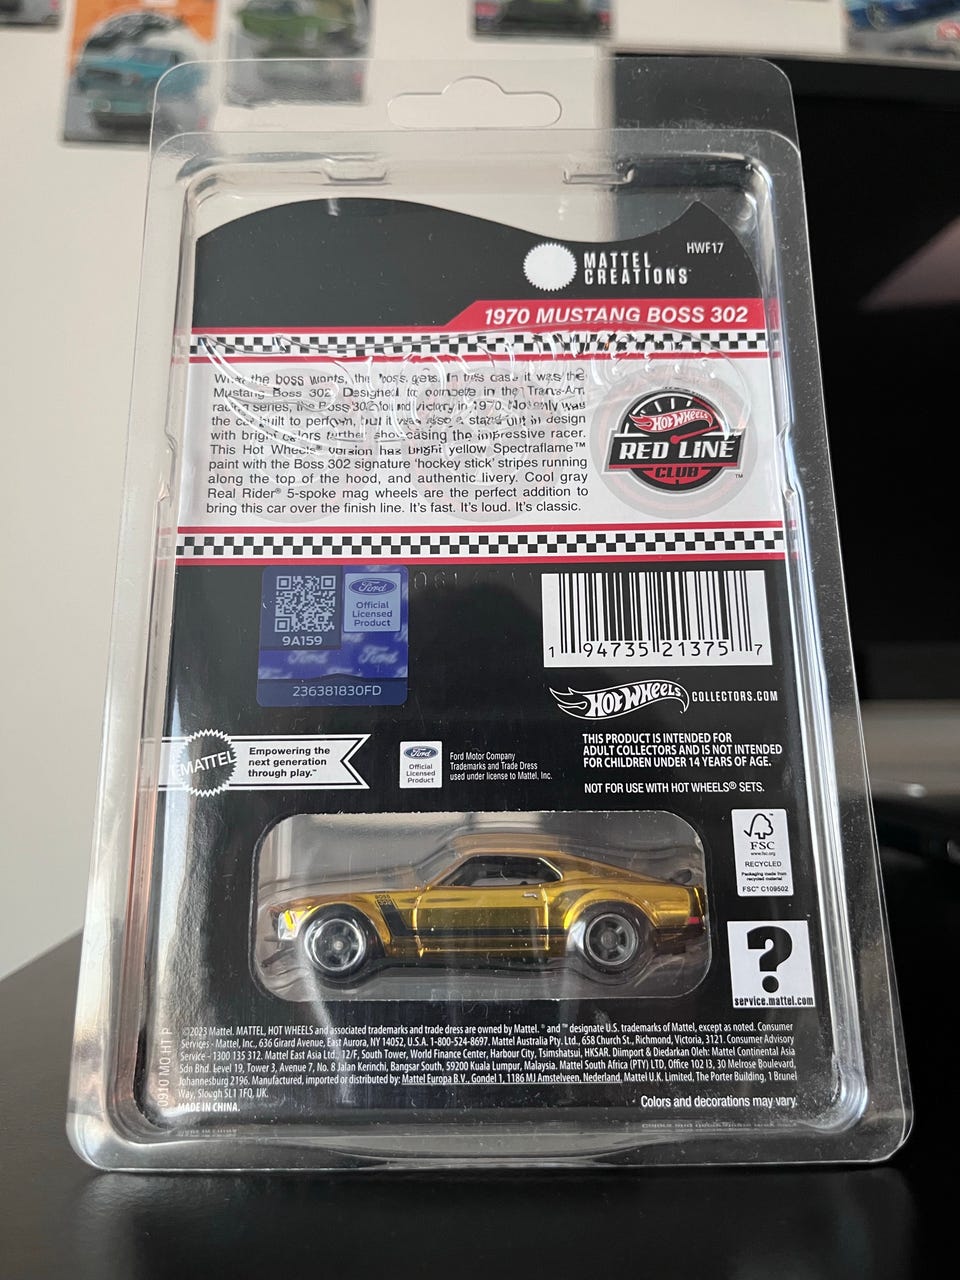 HWF17
MATTEL
CREATIONS™
1970 MUSTANG BOSS 302
What the boss wants, the boss gets. In this case it was the
Mustang Boss 302. Designed to compete in the Trans-Am
racing series, the Boss 302 found victory in 1970. Not only was
the car built to perform, but it was also a stand out in design
with bright colors further showcasing the impressive racer.
This Hot Wheels® version has bright yellow Spectraflame™
paint with the Boss 302 signature 'hockey stick' stripes running
along the top of the hood, and authentic livery. Cool gray
Real Rider® 5-spoke mag wheels are the perfect addition to
bring this car over the finish line. It's fast. It's loud. It's classic.
Hot Wheels
RED LINE
CLUB™
Ford
Official
Licensed
Product
9A159
Ford Ford
236381830FD
1 94735 21375 7
Hot Wheels COLLECTORS.COM
MATTEL
Empowering the
next generation
through play.™
Ford
Official
Licensed
Product
Ford Motor Company
Trademarks and Trade Dress
used under license to Mattel, Inc.
THIS PRODUCT IS INTENDED FOR
ADULT COLLECTORS AND IS NOT INTENDED
FOR CHILDREN UNDER 14 YEARS OF AGE.
NOT FOR USE WITH HOT WHEELS® SETS.
FSC
www.fsc.org
RECYCLED
Packaging made from
recycled material
FSC® C109502
BOSS
302
?
service.mattel.com
©2023 Mattel. MATTEL, HOT WHEELS and associated trademarks and trade dress are owned by Mattel. ® and ™ designate U.S. trademarks of Mattel, except as noted. Consumer
Services - Mattel, Inc., 636 Girard Avenue, East Aurora, NY 14052, U.S.A. 1-800-524-8697. Mattel Australia Pty. Ltd., 658 Church St., Richmond, Victoria, 3121. Consumer Advisory
Service - 1300 135 312. Mattel East Asia Ltd., 12/F, South Tower, World Finance Center, Harbour City, Tsimshatsui, HKSAR. Diimport & Diedarkan Oleh: Mattel Continental Asia
Sdn Bhd. Level 19, Tower 3, Avenue 7, No. 8 Jalan Kerinchi, Bangsar South, 59200 Kuala Lumpur, Malaysia. Mattel South Africa (PTY) LTD, Office 102 I3, 30 Melrose Boulevard,
Johannesburg 2196. Manufactured, imported or distributed by: Mattel Europa B.V., Gondel 1, 1186 MJ Amstelveen, Nederland. Mattel U.K. Limited, The Porter Building, 1 Brunel
Way, Slough SL1 1FQ, UK.
MADE IN CHINA.
Colors and decorations may vary.